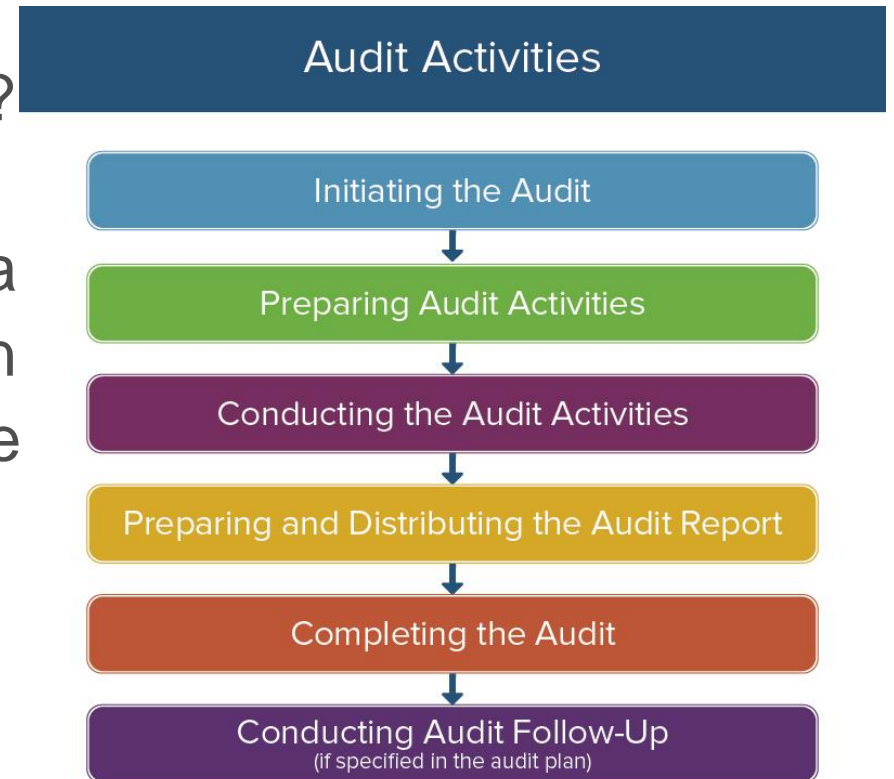 ?
a
n
e
Audit Activities
Initiating the Audit
Preparing Audit Activities
Conducting the Audit Activities
Preparing and Distributing the Audit Report
Completing the Audit
Conducting Audit Follow-Up
(if specified in the audit plan)